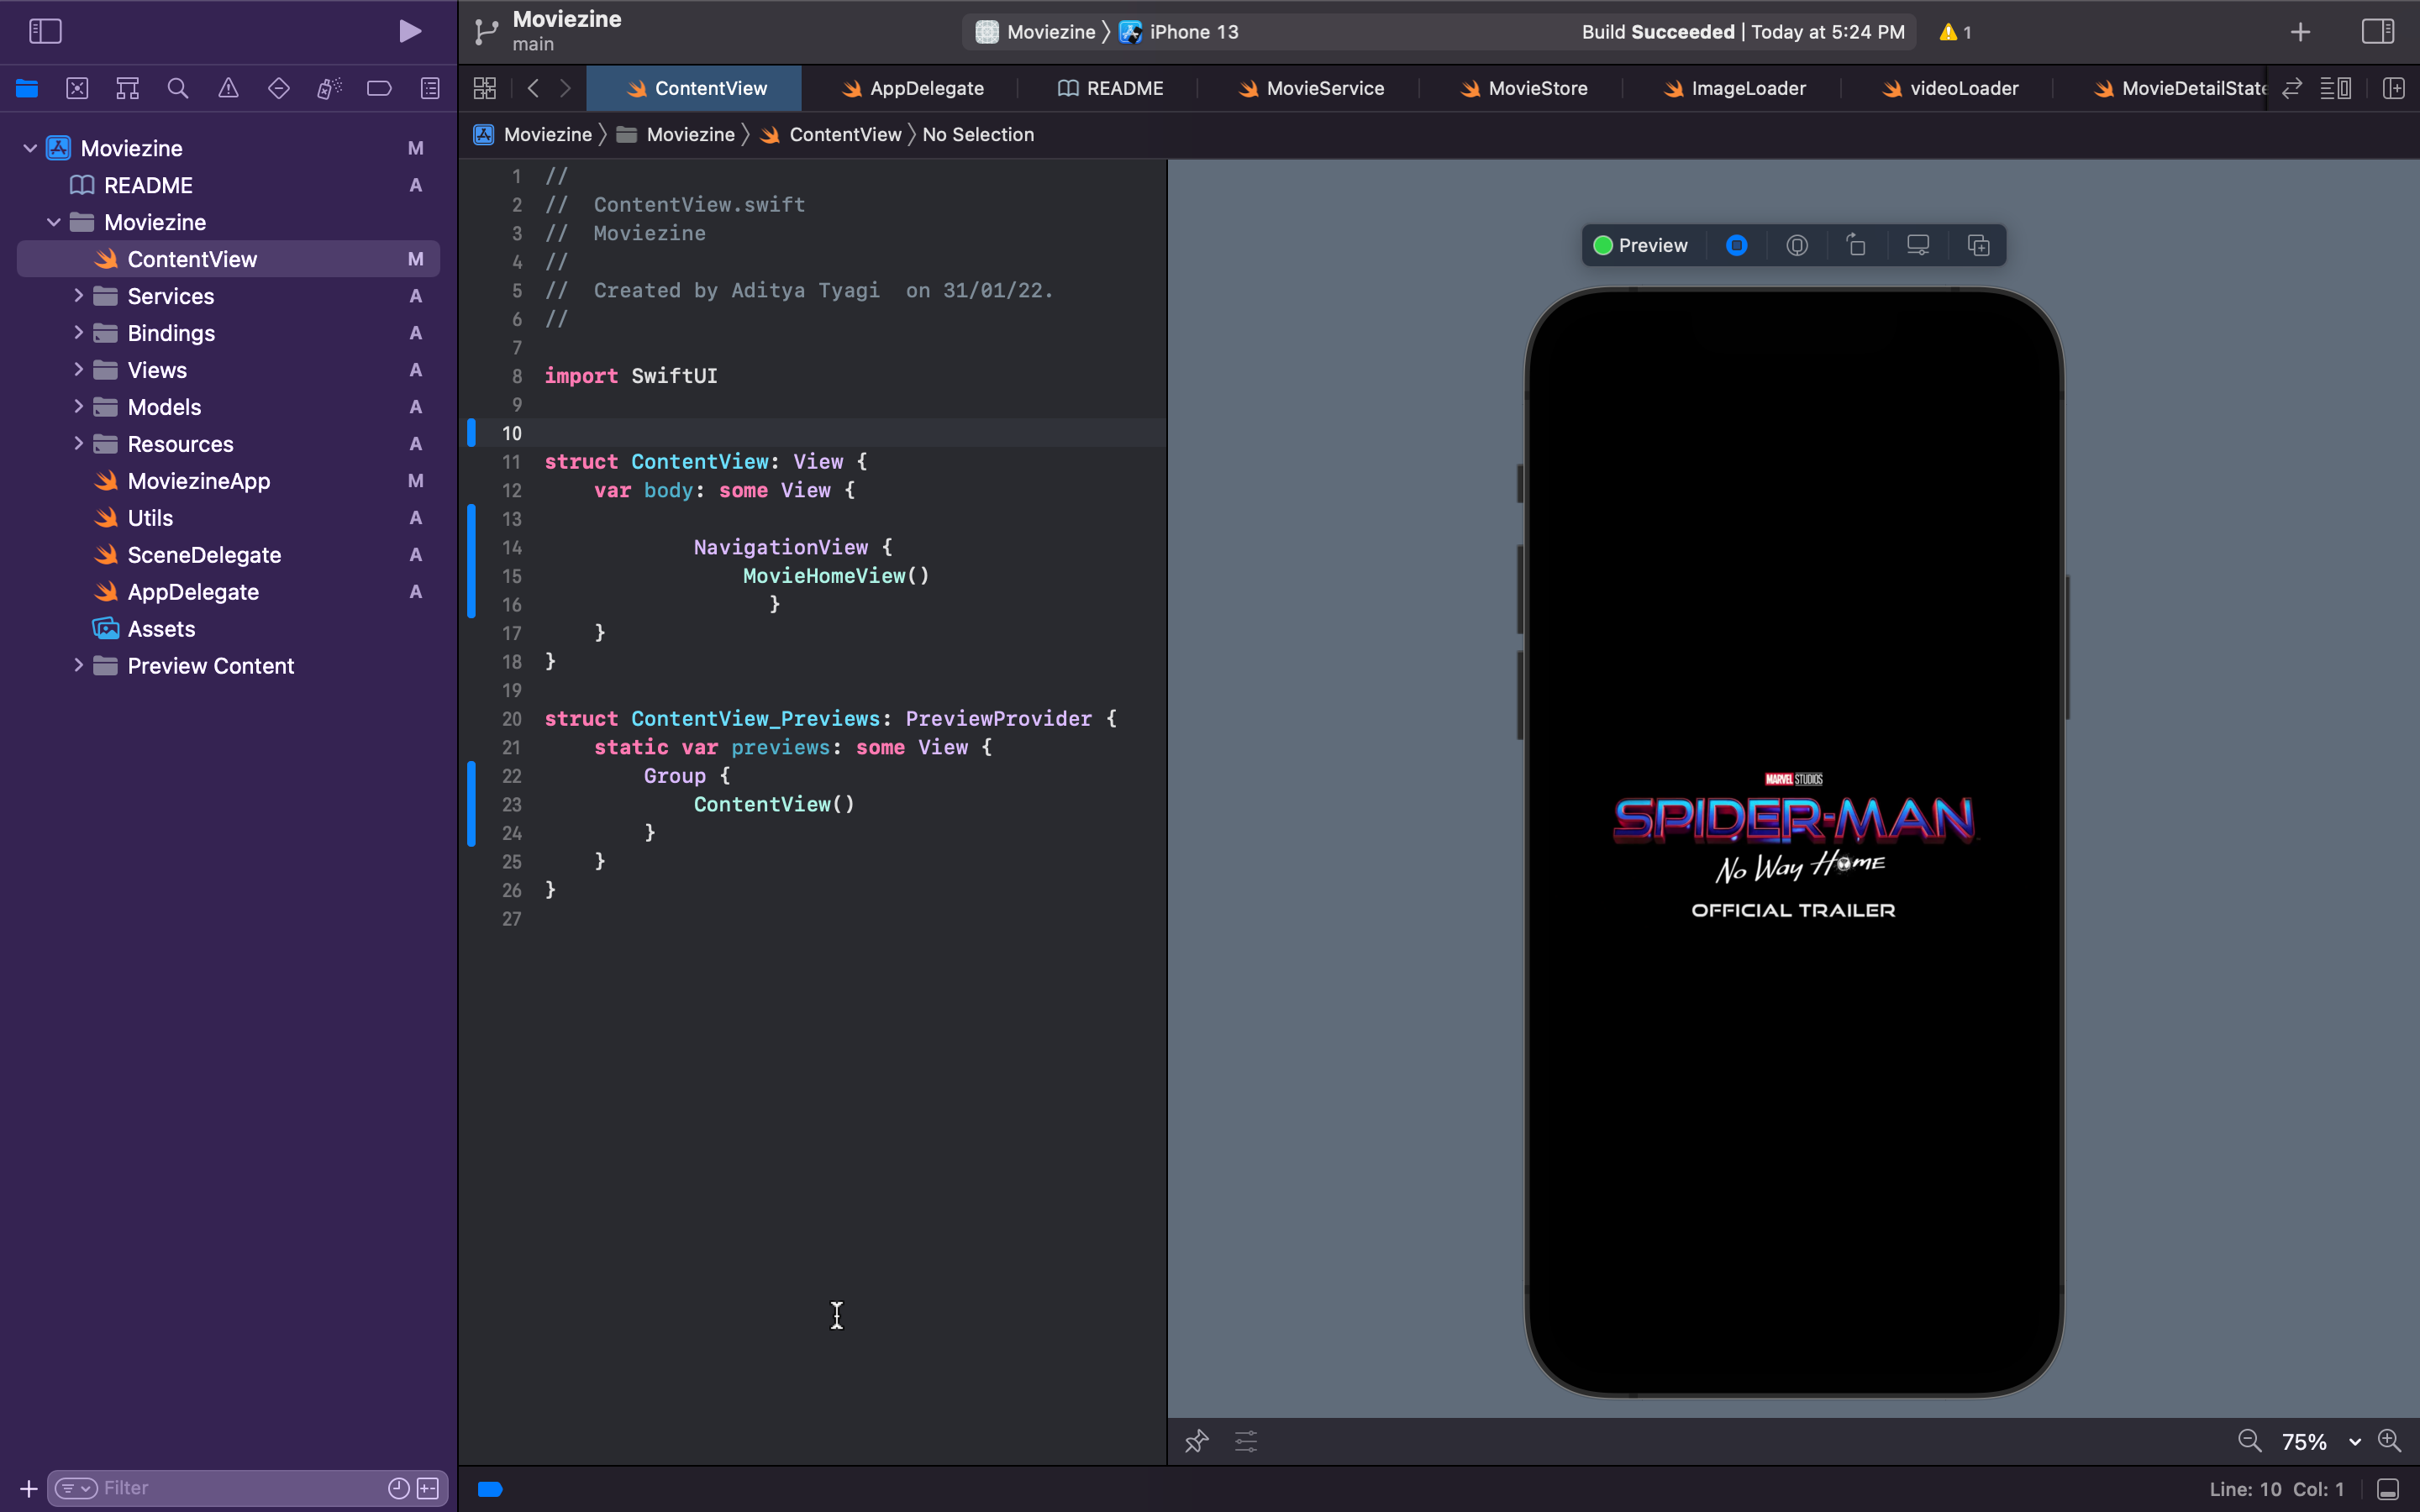 Moviezine
main
Moviezine 〉 iPhone 13
Build Succeeded | Today at 5:24 PM
1
ContentView
AppDelegate
README
MovieService
MovieStore
ImageLoader
videoLoader
MovieDetailState
Moviezine 〉 Moviezine 〉 ContentView 〉 No Selection
Moviezine M
README A
Moviezine
ContentView M
Services A
Bindings A
Views A
Models A
Resources A
MoviezineApp M
Utils A
SceneDelegate A
AppDelegate A
Assets
Preview Content
Filter
1 //
2 //  ContentView.swift
3 //  Moviezine
4 //
5 //  Created by Aditya Tyagi  on 31/01/22.
6 //
7
8 import SwiftUI
9
10
11 struct ContentView: View {
12     var body: some View {
13
14             NavigationView {
15                 MovieHomeView()
16                   }
17     }
18 }
19
20 struct ContentView_Previews: PreviewProvider {
21     static var previews: some View {
22         Group {
23             ContentView()
24         }
25     }
26 }
27
Preview
MARVEL STUDIOS
SPIDER-MAN
No Way Home
OFFICIAL TRAILER
75%
Line: 10 Col: 1